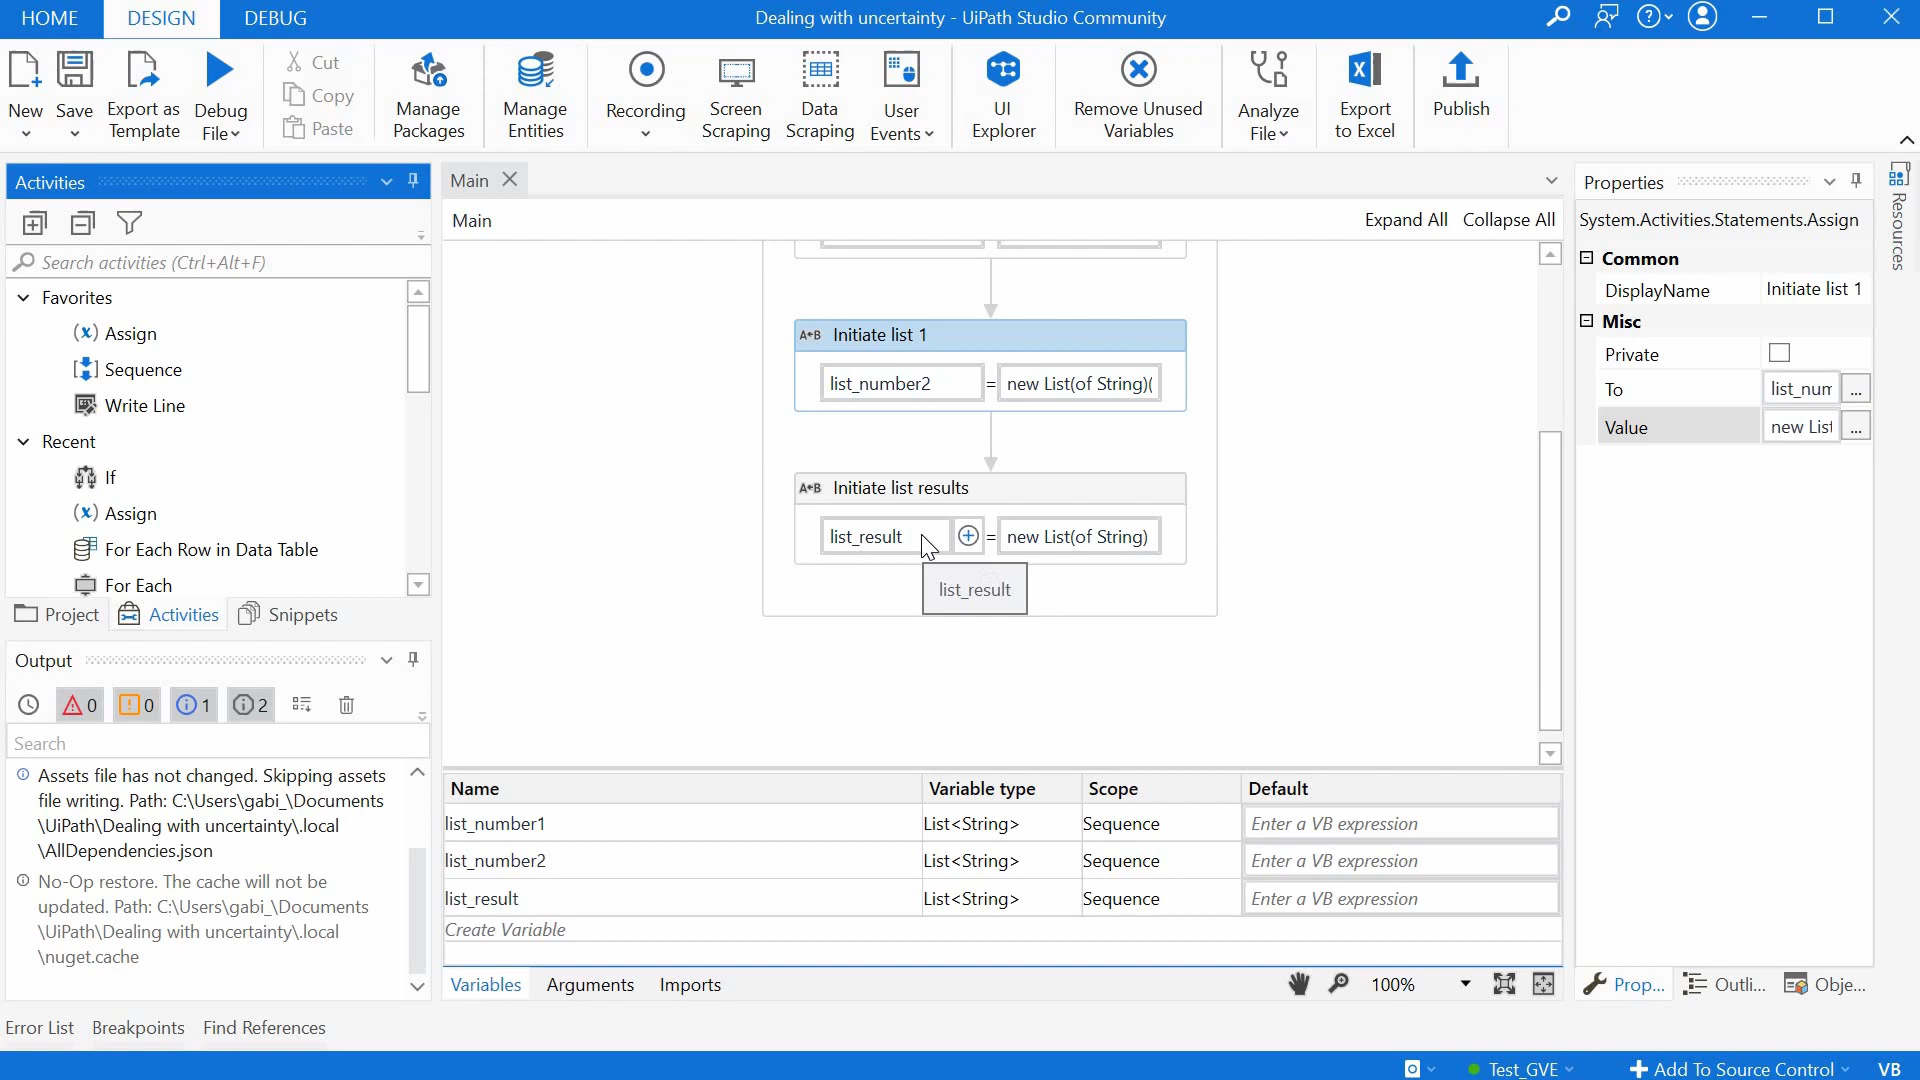 HOME DESIGN DEBUG Dealing with uncertainty - UiPath Studio Community
New Save Export as Template Debug File Cut Copy Paste Manage Packages Manage Entities Recording Screen Scraping Data Scraping User Events UI Explorer Remove Unused Variables Analyze File Export to Excel Publish
Activities
Search activities (Ctrl+Alt+F)
Favorites
Assign
Sequence
Write Line
Recent
If
Assign
For Each Row in Data Table
For Each
Project Activities Snippets
Output
0 0 1 2
Search
Assets file has not changed. Skipping assets
file writing. Path: C:\Users\gabi_\Documents
\UiPath\Dealing with uncertainty\.local
\AllDependencies.json
No-Op restore. The cache will not be
updated. Path: C:\Users\gabi_\Documents
\UiPath\Dealing with uncertainty\.local
\nuget.cache
Main
Main Expand All Collapse All
A←B Initiate list 1
list_number2 = new List(of String)(
A←B Initiate list results
list_result = new List(of String)
list_result
Name Variable type Scope Default
list_number1 List<String> Sequence Enter a VB expression
list_number2 List<String> Sequence Enter a VB expression
list_result List<String> Sequence Enter a VB expression
Create Variable
Variables Arguments Imports 100%
Properties
System.Activities.Statements.Assign
Common
DisplayName Initiate list 1
Misc
Private
To list_num ...
Value new List ...
Prop... Outli... Obje...
Resources
Error List Breakpoints Find References
Test_GVE Add To Source Control VB